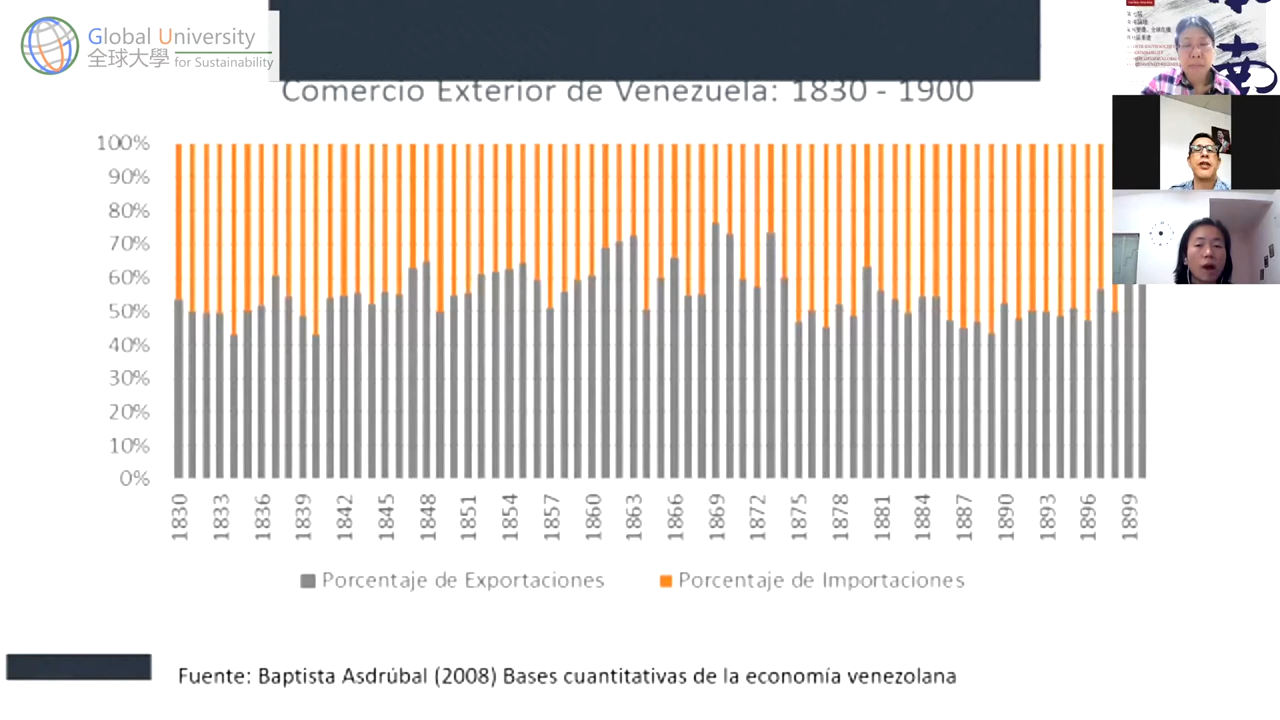 Global University
全球大學 for Sustainability
Comercio Exterior de Venezuela: 1830 - 1900
100%
90%
80%
70%
60%
50%
40%
30%
20%
10%
0%
1830 1833 1836 1839 1842 1845 1848 1851 1854 1857 1860 1863 1866 1869 1872 1875 1878 1881 1884 1887 1890 1893 1896 1899
Porcentaje de Exportaciones Porcentaje de Importaciones
Fuente: Baptista Asdrúbal (2008) Bases cuantitativas de la economía venezolana
南